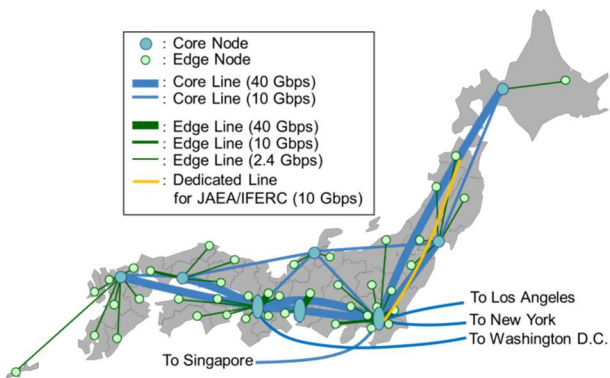 : Core Node
: Edge Node
: Core Line (40 Gbps)
: Core Line (10 Gbps)
: Edge Line (40 Gbps)
: Edge Line (10 Gbps)
: Edge Line (2.4 Gbps)
: Dedicated Line
for JAEA/IFERC (10 Gbps)
To Los Angeles
To New York
To Washington D.C.
To Singapore